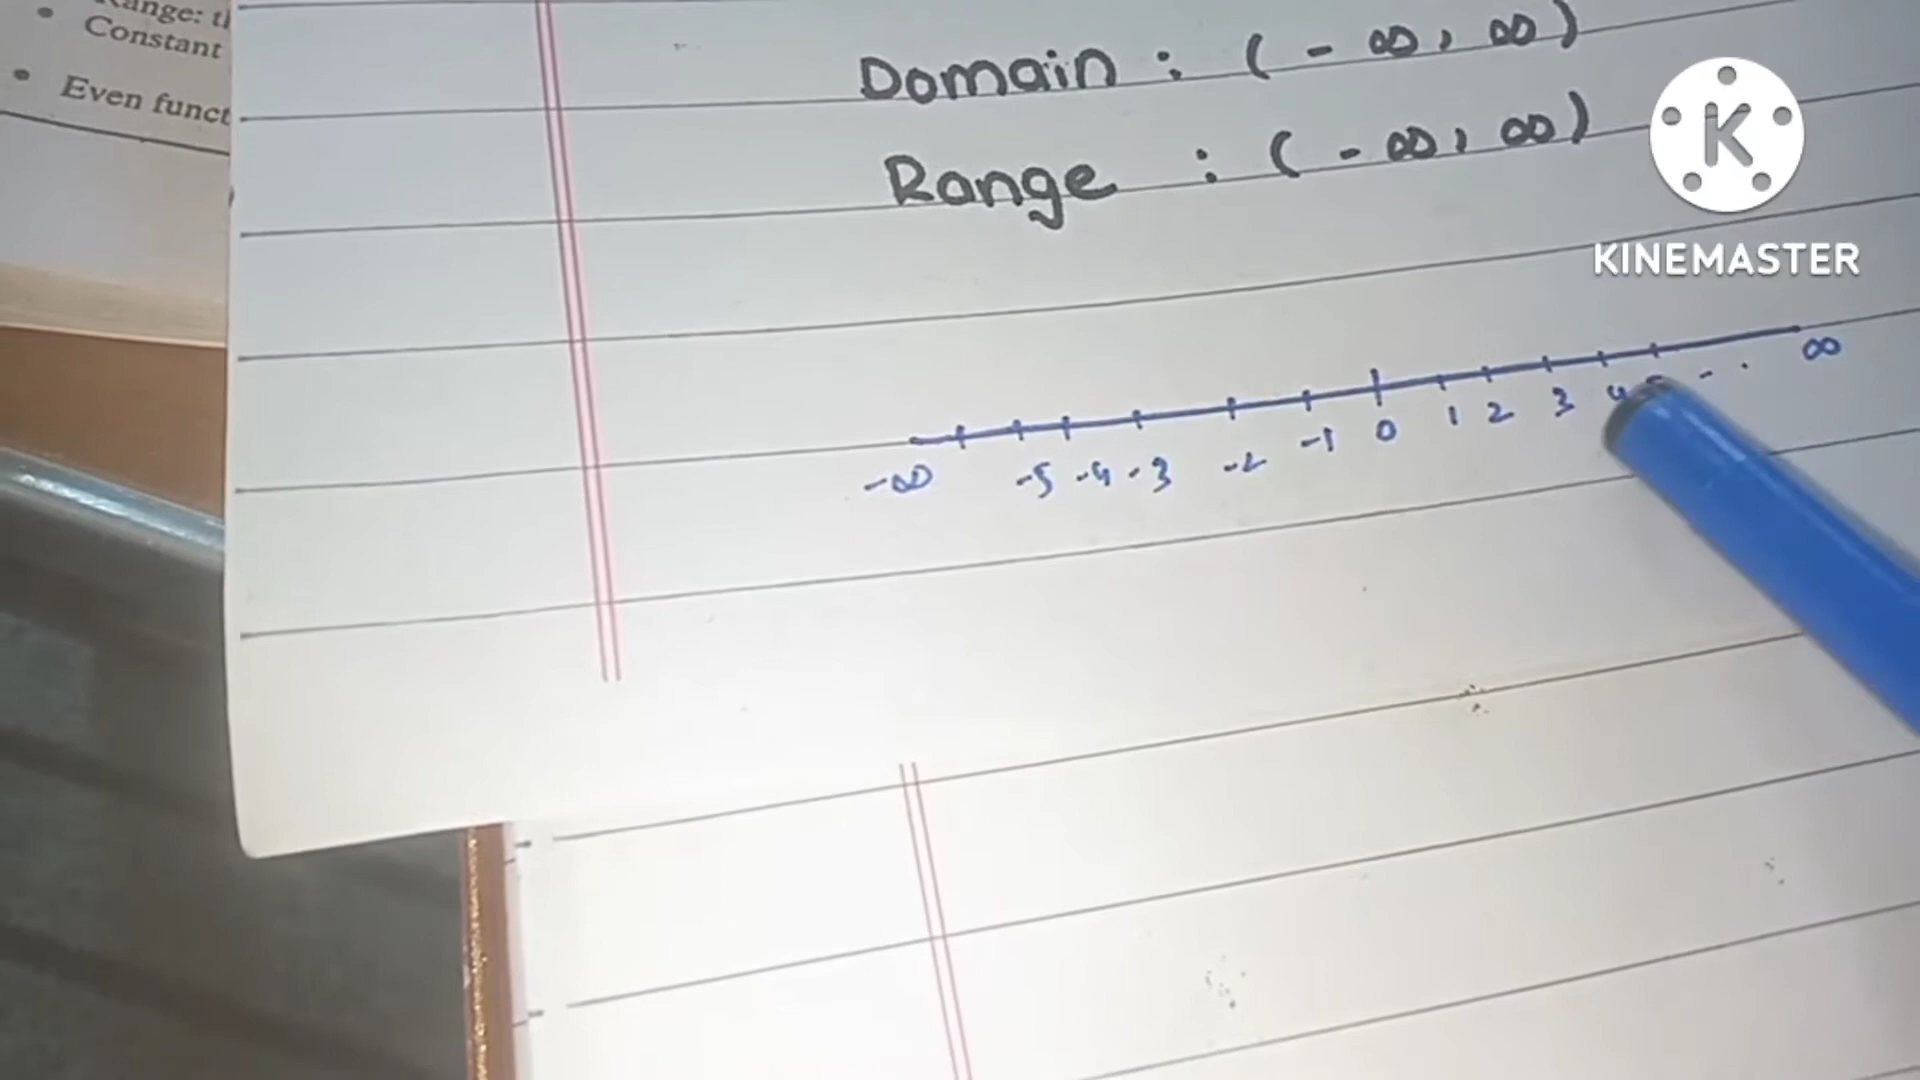 Range:
Constant
Even funct
Domain : (-∞, ∞)
Range : (-∞, ∞)
K
KINEMASTER
-∞ -5 -4 -3 -2 -1 0 1 2 3 4 - . ∞